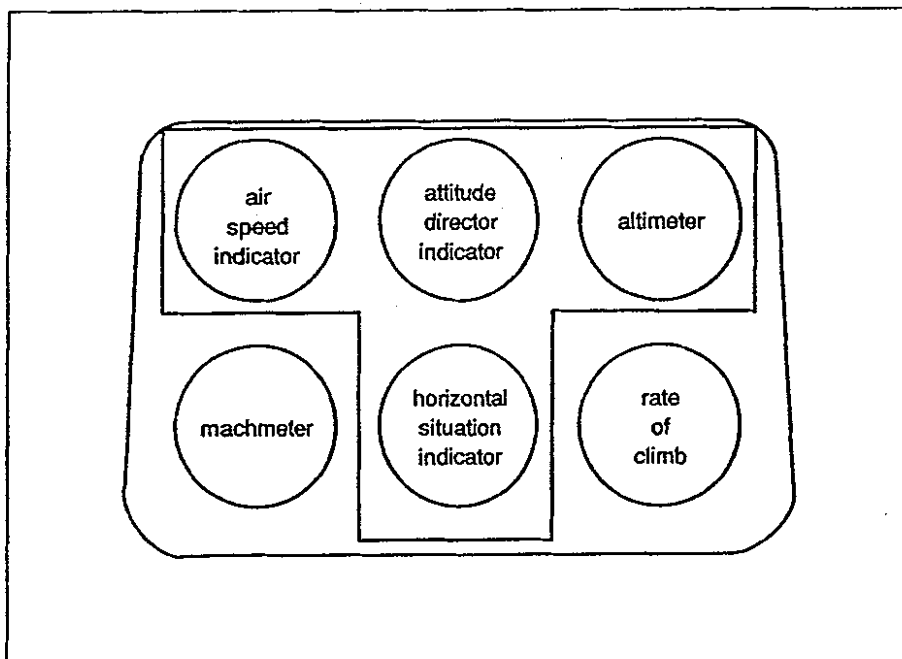 air
speed
indicator
attitude
director
indicator
altimeter
machmeter
horizontal
situation
indicator
rate
of
climb